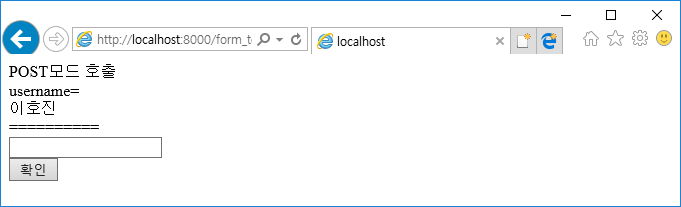 http://localhost:8000/form_t
localhost
POST모드 호출
username=
이호진
==========
확인